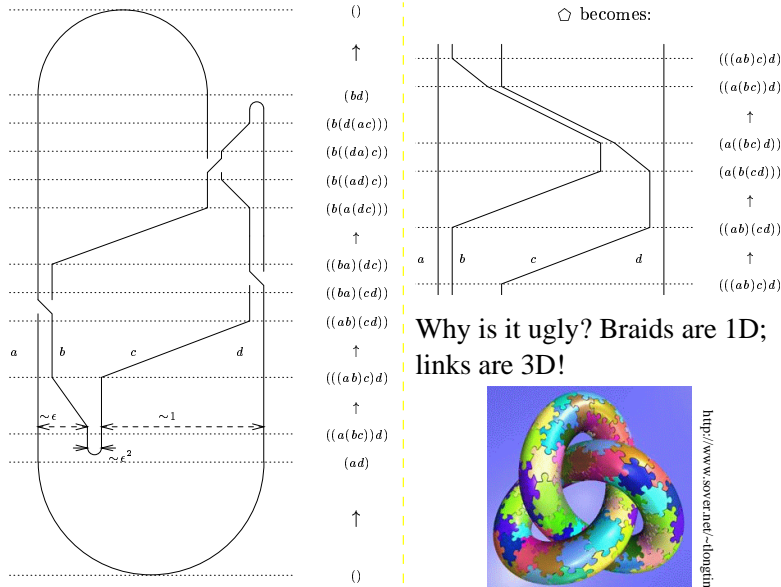 ()
↑
(bd)
(b(d(ac)))
(b((da)c))
(b((ad)c))
(b(a(dc)))
↑
((ba)(dc))
((ba)(cd))
((ab)(cd))
a b c d
↑
(((ab)c)d)
↑
~ϵ ~1
((a(bc))d)
~ϵ²
(ad)
↑
()
⬠ becomes:
(((ab)c)d)
((a(bc))d)
↑
(a((bc)d))
(a(b(cd)))
↑
((ab)(cd))
a b c d ↑
(((ab)c)d)
Why is it ugly? Braids are 1D;
links are 3D!
http://www.sover.net/~tlongtin